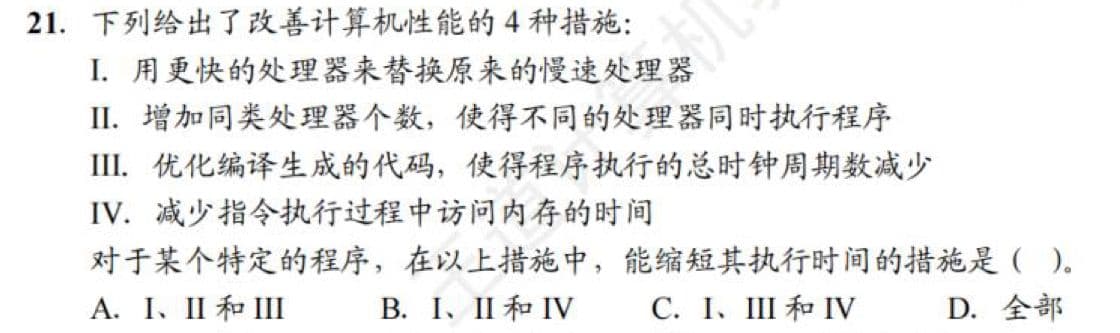 21. 下列给出了改善计算机性能的 4 种措施：
I. 用更快的处理器来替换原来的慢速处理器
II. 增加同类处理器个数，使得不同的处理器同时执行程序
III. 优化编译生成的代码，使得程序执行的总时钟周期数减少
IV. 减少指令执行过程中访问内存的时间
对于某个特定的程序，在以上措施中，能缩短其执行时间的措施是（ ）。
A. I、II 和 III B. I、II 和 IV C. I、III 和 IV D. 全部